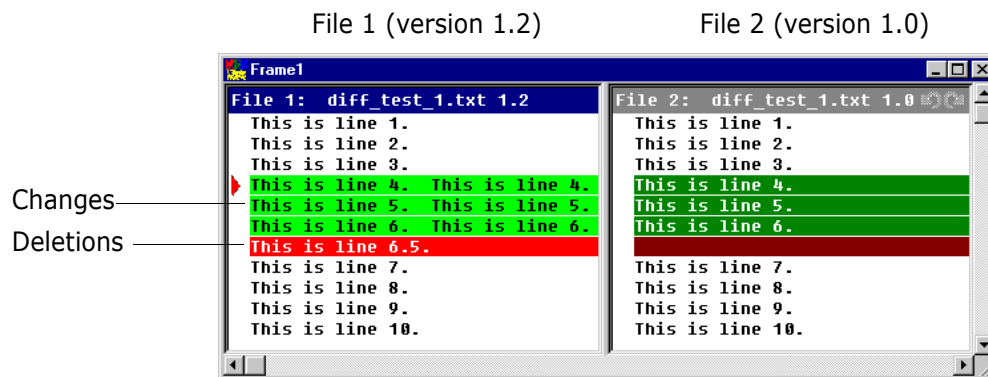 File 1 (version 1.2)
File 2 (version 1.0)
Frame1
File 1:  diff_test_1.txt 1.2
This is line 1.
This is line 2.
This is line 3.
This is line 4.  This is line 4.
This is line 5.  This is line 5.
This is line 6.  This is line 6.
This is line 6.5.
This is line 7.
This is line 8.
This is line 9.
This is line 10.
File 2:  diff_test_1.txt 1.0
This is line 1.
This is line 2.
This is line 3.
This is line 4.
This is line 5.
This is line 6.
This is line 7.
This is line 8.
This is line 9.
This is line 10.
Changes
Deletions